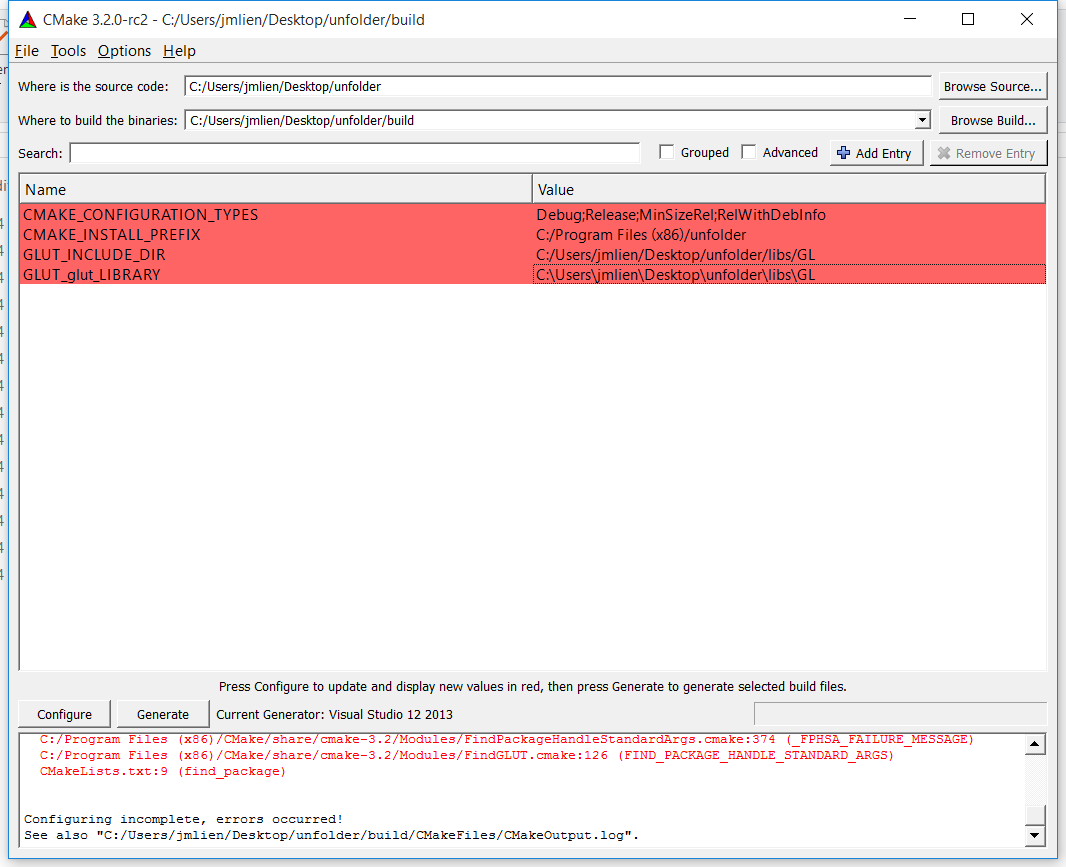 CMake 3.2.0-rc2 - C:/Users/jmlien/Desktop/unfolder/build
File Tools Options Help
Where is the source code: C:/Users/jmlien/Desktop/unfolder Browse Source...
Where to build the binaries: C:/Users/jmlien/Desktop/unfolder/build Browse Build...
Search: Grouped Advanced Add Entry Remove Entry
Name Value
CMAKE_CONFIGURATION_TYPES Debug;Release;MinSizeRel;RelWithDebInfo
CMAKE_INSTALL_PREFIX C:/Program Files (x86)/unfolder
GLUT_INCLUDE_DIR C:/Users/jmlien/Desktop/unfolder/libs/GL
GLUT_glut_LIBRARY C:\Users\jmlien\Desktop\unfolder\libs\GL
Press Configure to update and display new values in red, then press Generate to generate selected build files.
Configure Generate Current Generator: Visual Studio 12 2013
C:/Program Files (x86)/CMake/share/cmake-3.2/Modules/FindPackageHandleStandardArgs.cmake:374 (_FPHSA_FAILURE_MESSAGE)
C:/Program Files (x86)/CMake/share/cmake-3.2/Modules/FindGLUT.cmake:126 (FIND_PACKAGE_HANDLE_STANDARD_ARGS)
CMakeLists.txt:9 (find_package)
Configuring incomplete, errors occurred!
See also "C:/Users/jmlien/Desktop/unfolder/build/CMakeFiles/CMakeOutput.log".